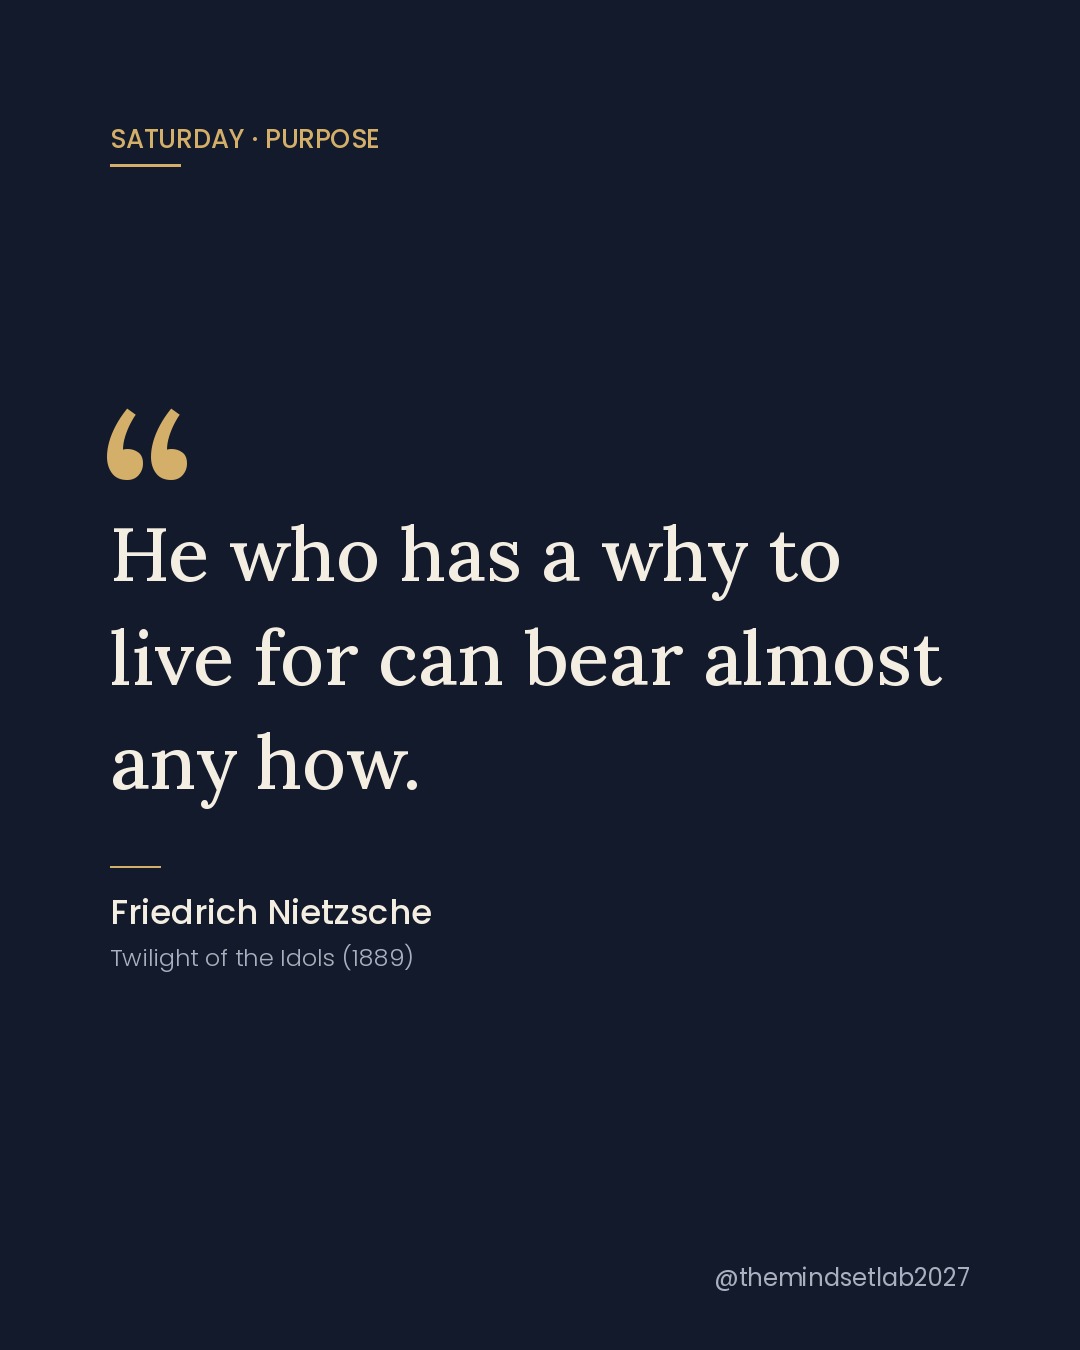 SATURDAY · PURPOSE
“
He who has a why to
live for can bear almost
any how.
Friedrich Nietzsche
Twilight of the Idols (1889)
@themindsetlab2027